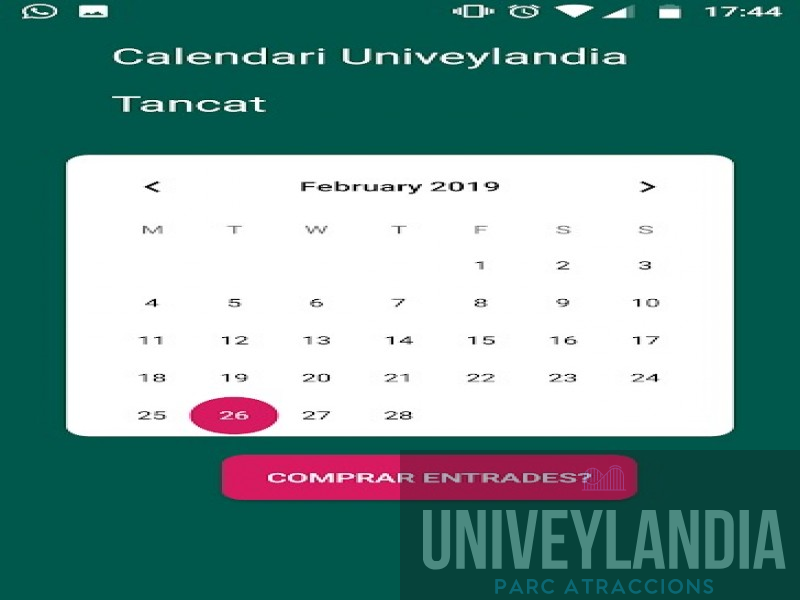 17:44
Calendari Univeylandia
Tancat
< February 2019 >
M T W T F S S
1 2 3
4 5 6 7 8 9 10
11 12 13 14 15 16 17
18 19 20 21 22 23 24
25 26 27 28
COMPRAR ENTRADES?
UNIVEYLANDIA
PARC ATRACCIONS